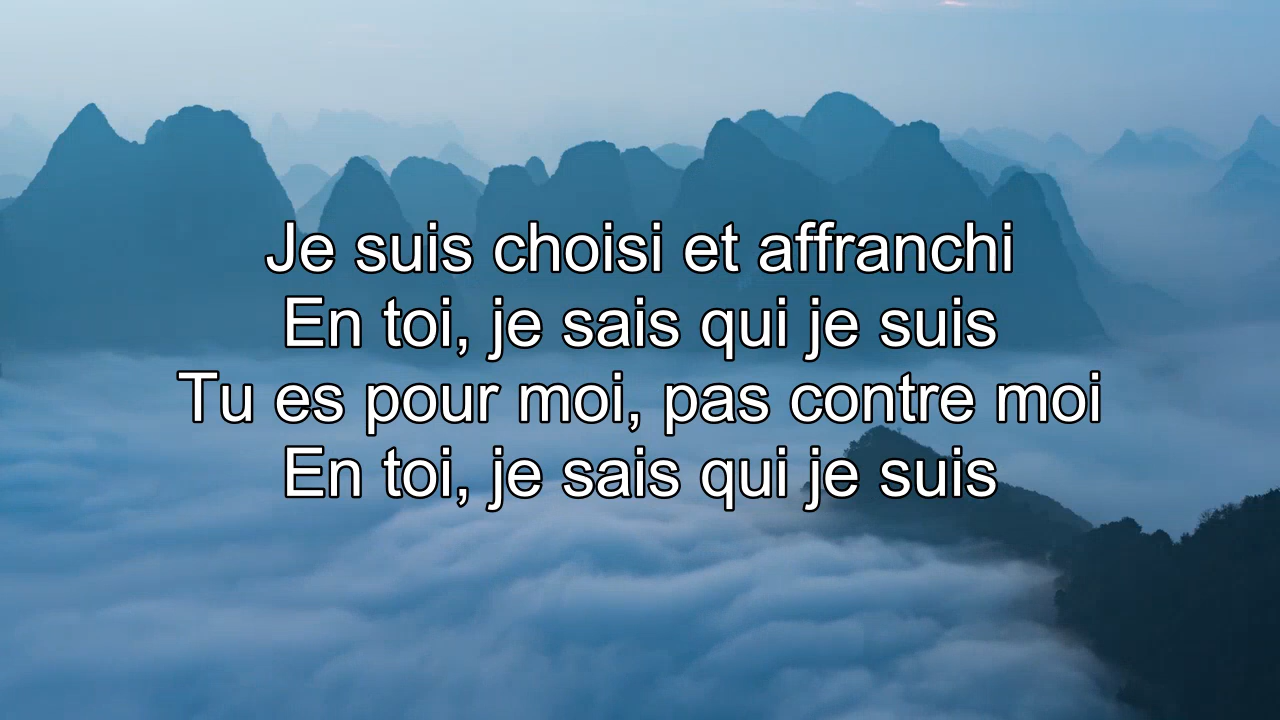 Je suis choisi et affranchi
En toi, je sais qui je suis
Tu es pour moi, pas contre moi
En toi, je sais qui je suis